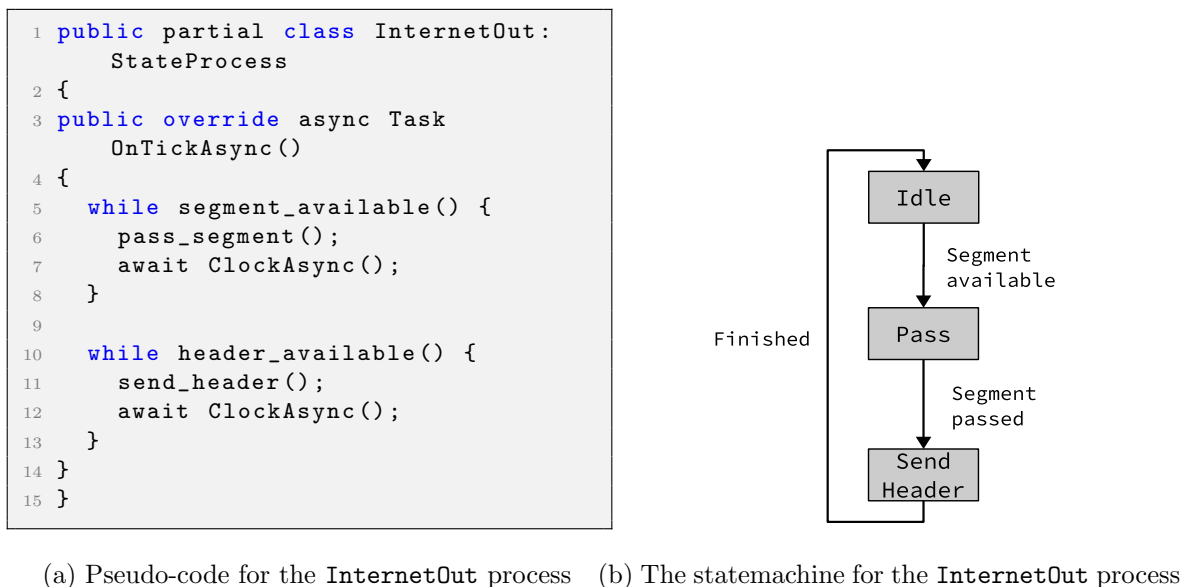 1 public partial class InternetOut:
StateProcess
2 {
3 public override async Task
OnTickAsync()
4 {
5 while segment_available() {
6 pass_segment();
7 await ClockAsync();
8 }
9
10 while header_available() {
11 send_header();
12 await ClockAsync();
13 }
14 }
15 }
(a) Pseudo-code for the InternetOut process
Idle
Segment
available
Finished
Pass
Segment
passed
Send
Header
(b) The statemachine for the InternetOut process